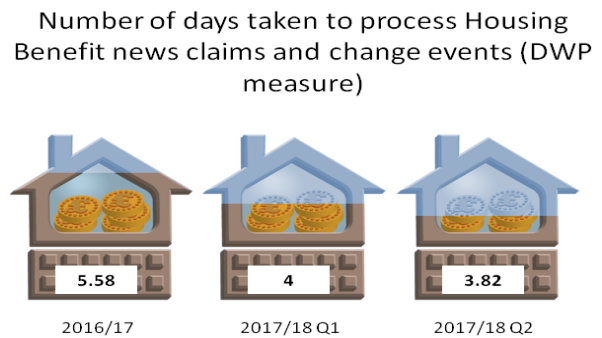 Number of days taken to process Housing
Benefit news claims and change events (DWP
measure)
5.58
4
3.82
2016/17
2017/18 Q1
2017/18 Q2